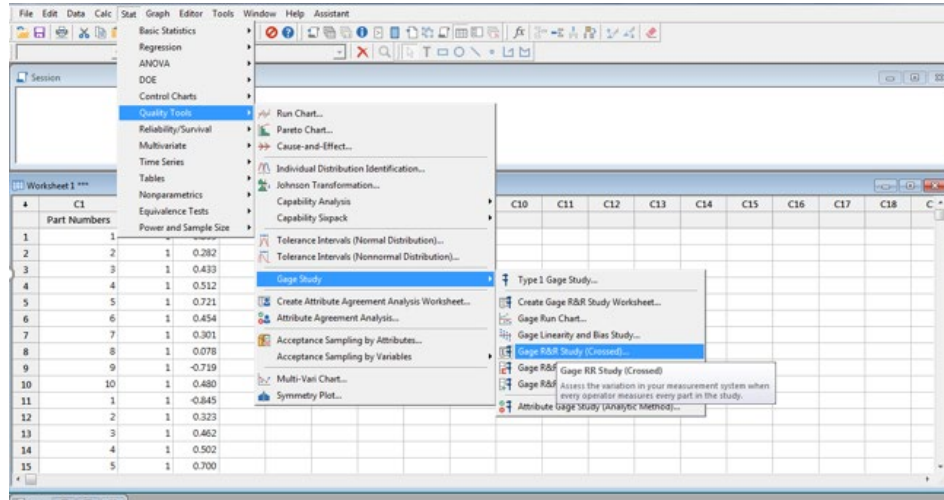 File Edit Data Calc Stat Graph Editor Tools Window Help Assistant
Basic Statistics
Regression
ANOVA
DOE
Control Charts
Quality Tools
Reliability/Survival
Multivariate
Time Series
Tables
Nonparametrics
Equivalence Tests
Power and Sample Size
Session
Run Chart...
Pareto Chart...
Cause-and-Effect...
Individual Distribution Identification...
Johnson Transformation...
Capability Analysis
Capability Sixpack
Tolerance Intervals (Normal Distribution)...
Tolerance Intervals (Nonnormal Distribution)...
Gage Study
Create Attribute Agreement Analysis Worksheet...
Attribute Agreement Analysis...
Acceptance Sampling by Attributes...
Acceptance Sampling by Variables
Multi-Vari Chart...
Symmetry Plot...
Type 1 Gage Study...
Create Gage R&R Study Worksheet...
Gage Run Chart...
Gage Linearity and Bias Study...
Gage R&R Study (Crossed)...
Gage R&R
Gage R&R
Attribute Gage Study (Analytic Method)...
Gage RR Study (Crossed)
Assess the variation in your measurement system when
every operator measures every part in the study.
Worksheet 1 ***
C1 C10 C11 C12 C13 C14 C15 C16 C17 C18 C
Part Numbers
1 1 1
2 2 1 0.282
3 3 1 0.433
4 4 1 0.512
5 5 1 0.721
6 6 1 0.454
7 7 1 0.301
8 8 1 0.078
9 9 1 -0.719
10 10 1 0.480
11 1 1 -0.845
12 2 1 0.323
13 3 1 0.462
14 4 1 0.502
15 5 1 0.700